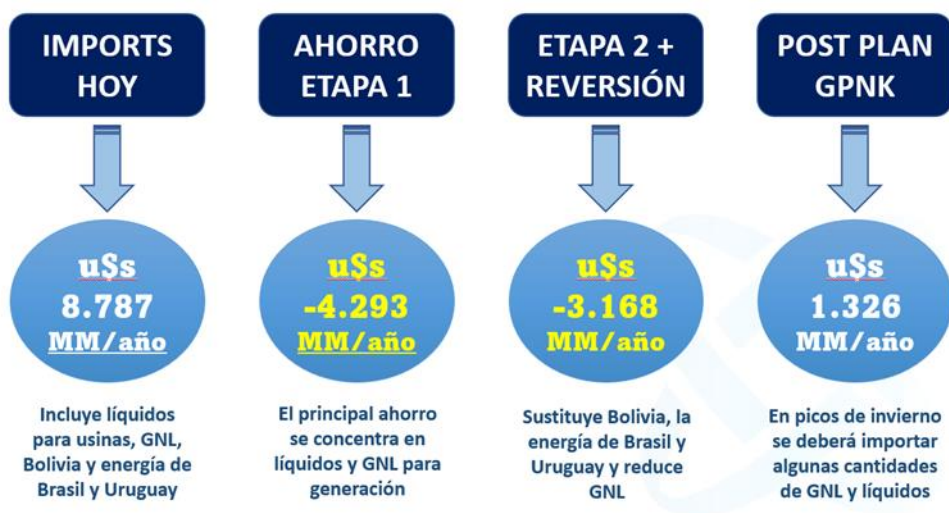 IMPORTS
HOY
u$s
8.787
MM/año
Incluye líquidos
para usinas, GNL,
Bolivia y energía de
Brasil y Uruguay
AHORRO
ETAPA 1
u$s
-4.293
MM/año
El principal ahorro
se concentra en
líquidos y GNL para
generación
ETAPA 2 +
REVERSIÓN
u$s
-3.168
MM/año
Sustituye Bolivia, la
energía de Brasil y
Uruguay y reduce
GNL
POST PLAN
GPNK
u$s
1.326
MM/año
En picos de invierno
se deberá importar
algunas cantidades
de GNL y líquidos